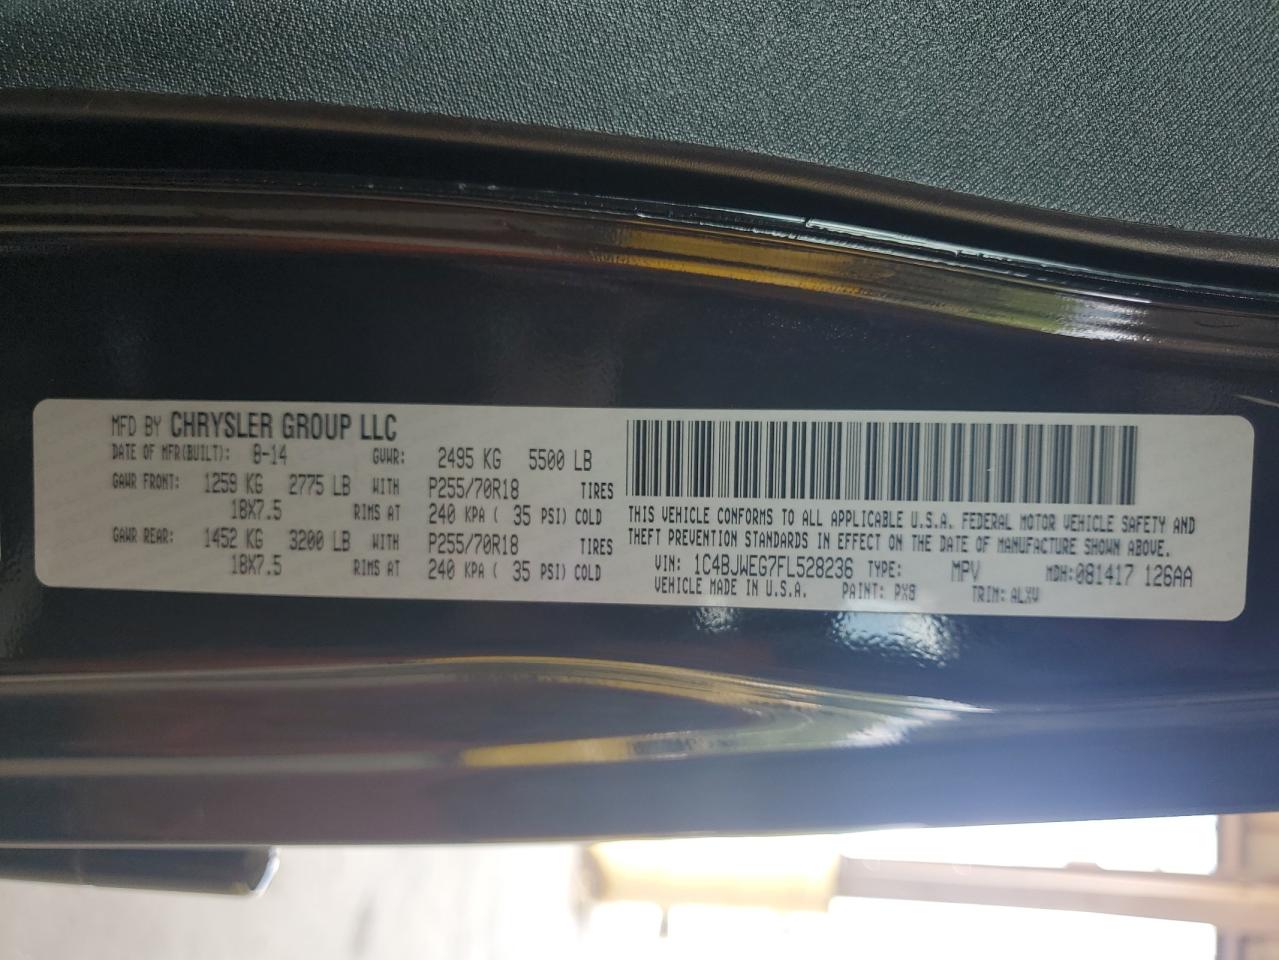 MFD BY CHRYSLER GROUP LLC
DATE OF MFR(BUILT): 8-14 GVWR: 2495 KG 5500 LB
GAWR FRONT: 1259 KG 2775 LB WITH P255/70R18 TIRES
18X7.5 RIMS AT 240 KPA ( 35 PSI) COLD
GAWR REAR: 1452 KG 3200 LB WITH P255/70R18 TIRES
18X7.5 RIMS AT 240 KPA ( 35 PSI) COLD
THIS VEHICLE CONFORMS TO ALL APPLICABLE U.S.A. FEDERAL MOTOR VEHICLE SAFETY AND
THEFT PREVENTION STANDARDS IN EFFECT ON THE DATE OF MANUFACTURE SHOWN ABOVE.
VIN: 1C4BJWEG7FL528236 TYPE: MPV MDH:081417 126AA
VEHICLE MADE IN U.S.A. PAINT: PX8 TRIM: ALXV